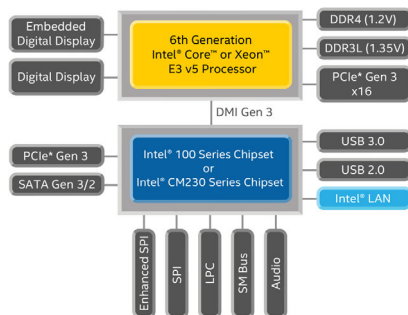 Embedded
Digital Display
Digital Display
6th Generation
Intel® Core™ or Xeon™
E3 v5 Processor
DDR4 (1.2V)
DDR3L (1.35V)
PCIe* Gen 3
x16
DMI Gen 3
PCIe* Gen 3
SATA Gen 3/2
Intel® 100 Series Chipset
or
Intel® CM230 Series Chipset
USB 3.0
USB 2.0
Intel® LAN
Enhanced SPI
SPI
LPC
SM Bus
Audio